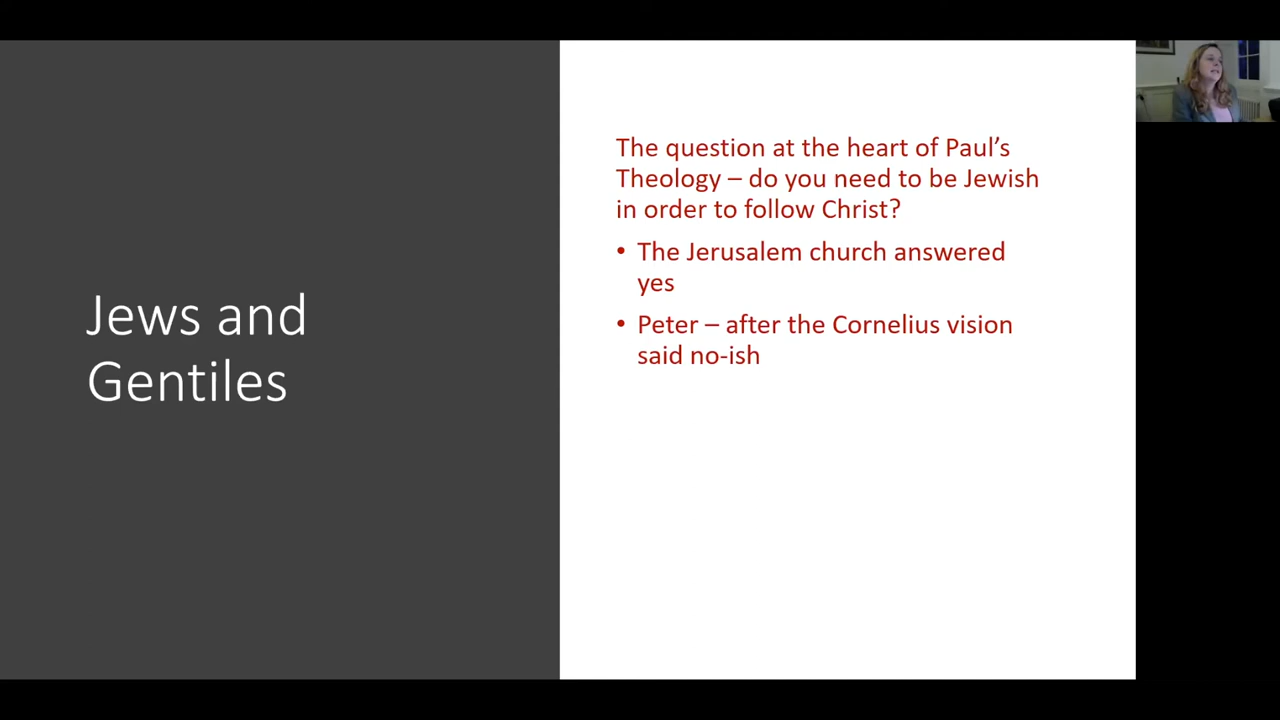 Jews and
Gentiles
The question at the heart of Paul’s
Theology – do you need to be Jewish
in order to follow Christ?
• The Jerusalem church answered
yes
• Peter – after the Cornelius vision
said no-ish